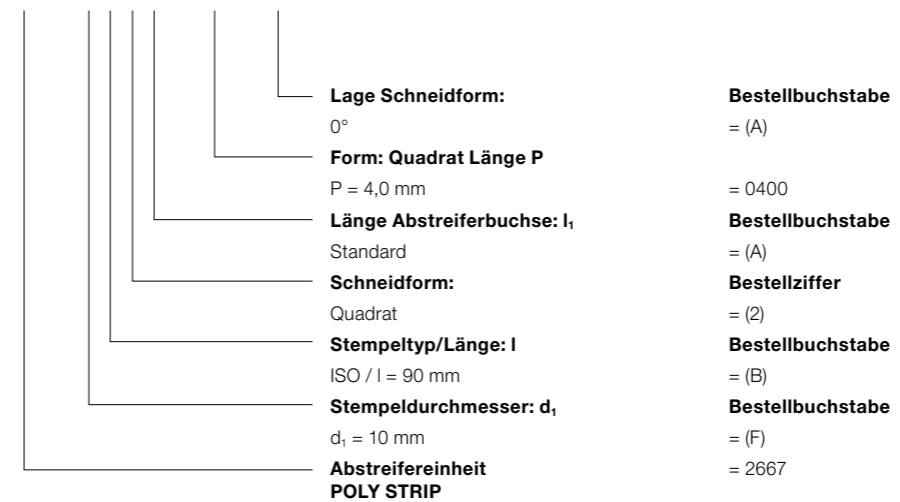 Lage Schneidform: Bestellbuchstabe
0° = (A)
Form: Quadrat Länge P
P = 4,0 mm = 0400
Länge Abstreiferbuchse: l₁ Bestellbuchstabe
Standard = (A)
Schneidform: Bestellziffer
Quadrat = (2)
Stempeltyp/Länge: l Bestellbuchstabe
ISO / l = 90 mm = (B)
Stempeldurchmesser: d₁ Bestellbuchstabe
d₁ = 10 mm = (F)
Abstreifereinheit = 2667
POLY STRIP